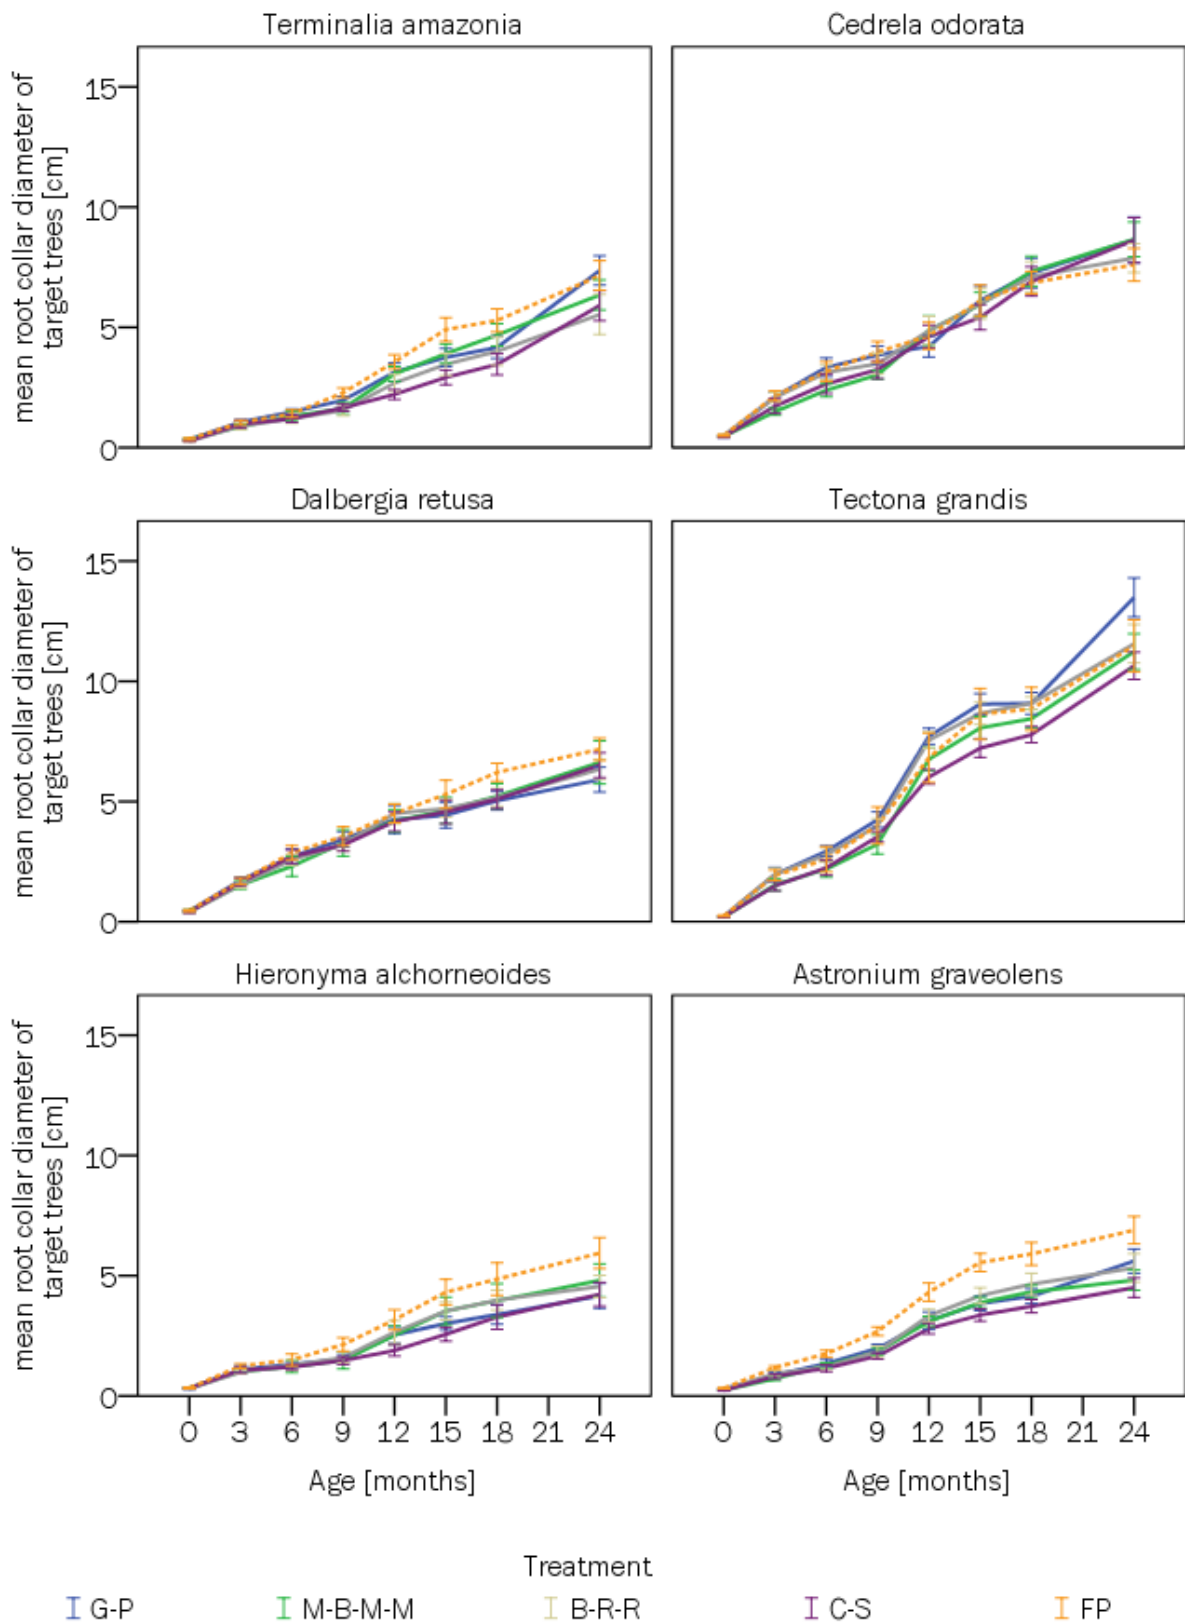 Terminalia amazonia
Cedrela odorata
mean root collar diameter of
target trees [cm]
15
10
5
0
Dalbergia retusa
Tectona grandis
mean root collar diameter of
target trees [cm]
15
10
5
0
Hieronyma alchorneoides
Astronium graveolens
mean root collar diameter of
target trees [cm]
15
10
5
0
0 3 6 9 12 15 18 21 24
0 3 6 9 12 15 18 21 24
Age [months]
Age [months]
Treatment
G-P M-B-M-M B-R-R C-S FP